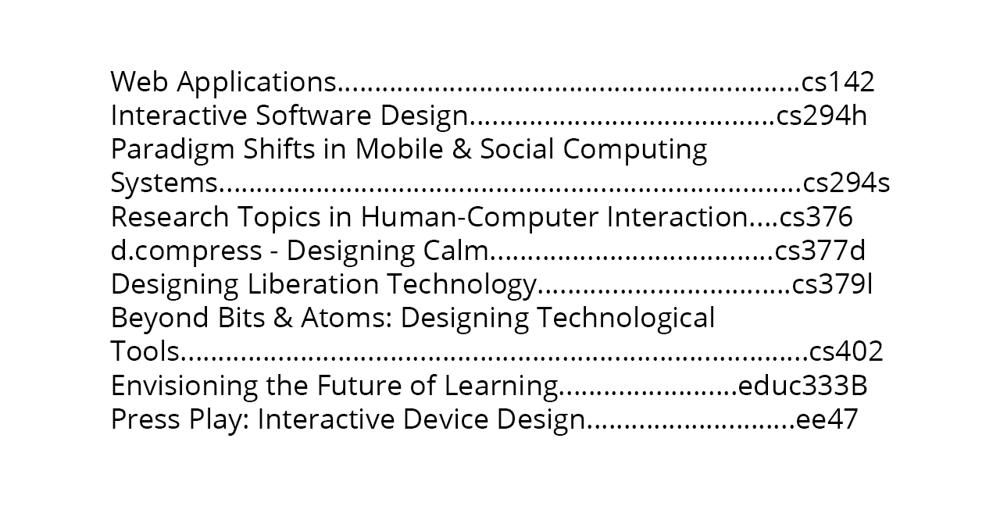 Web Applications..............................................................cs142
Interactive Software Design.........................................cs294h
Paradigm Shifts in Mobile & Social Computing
Systems..............................................................................cs294s
Research Topics in Human-Computer Interaction....cs376
d.compress - Designing Calm......................................cs377d
Designing Liberation Technology..................................cs379l
Beyond Bits & Atoms: Designing Technological
Tools....................................................................................cs402
Envisioning the Future of Learning........................educ333B
Press Play: Interactive Device Design............................ee47